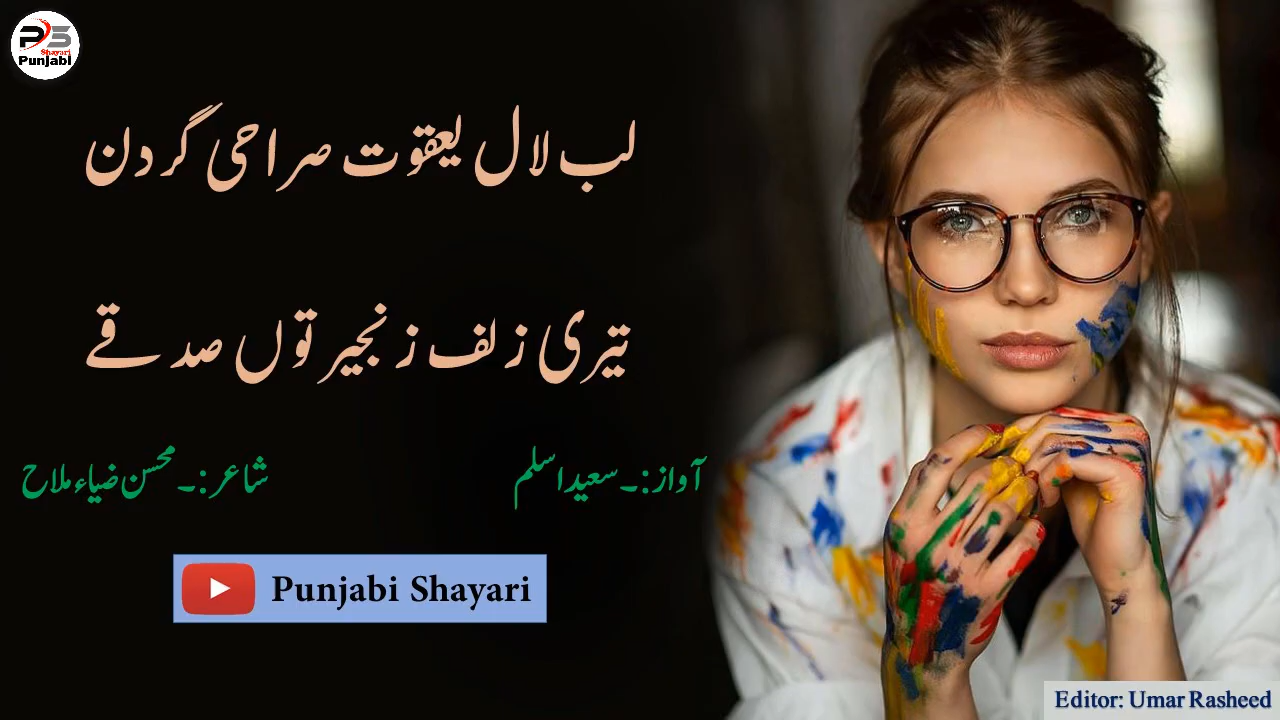 PS
Shayari
Punjabi
لب لال یعقوت صراحی گردن
تیری زلف زنجیر توں صدقے
آواز:۔سعید اسلم
شاعر:۔محسن ضیاء ملاح
Punjabi Shayari
Editor: Umar Rasheed